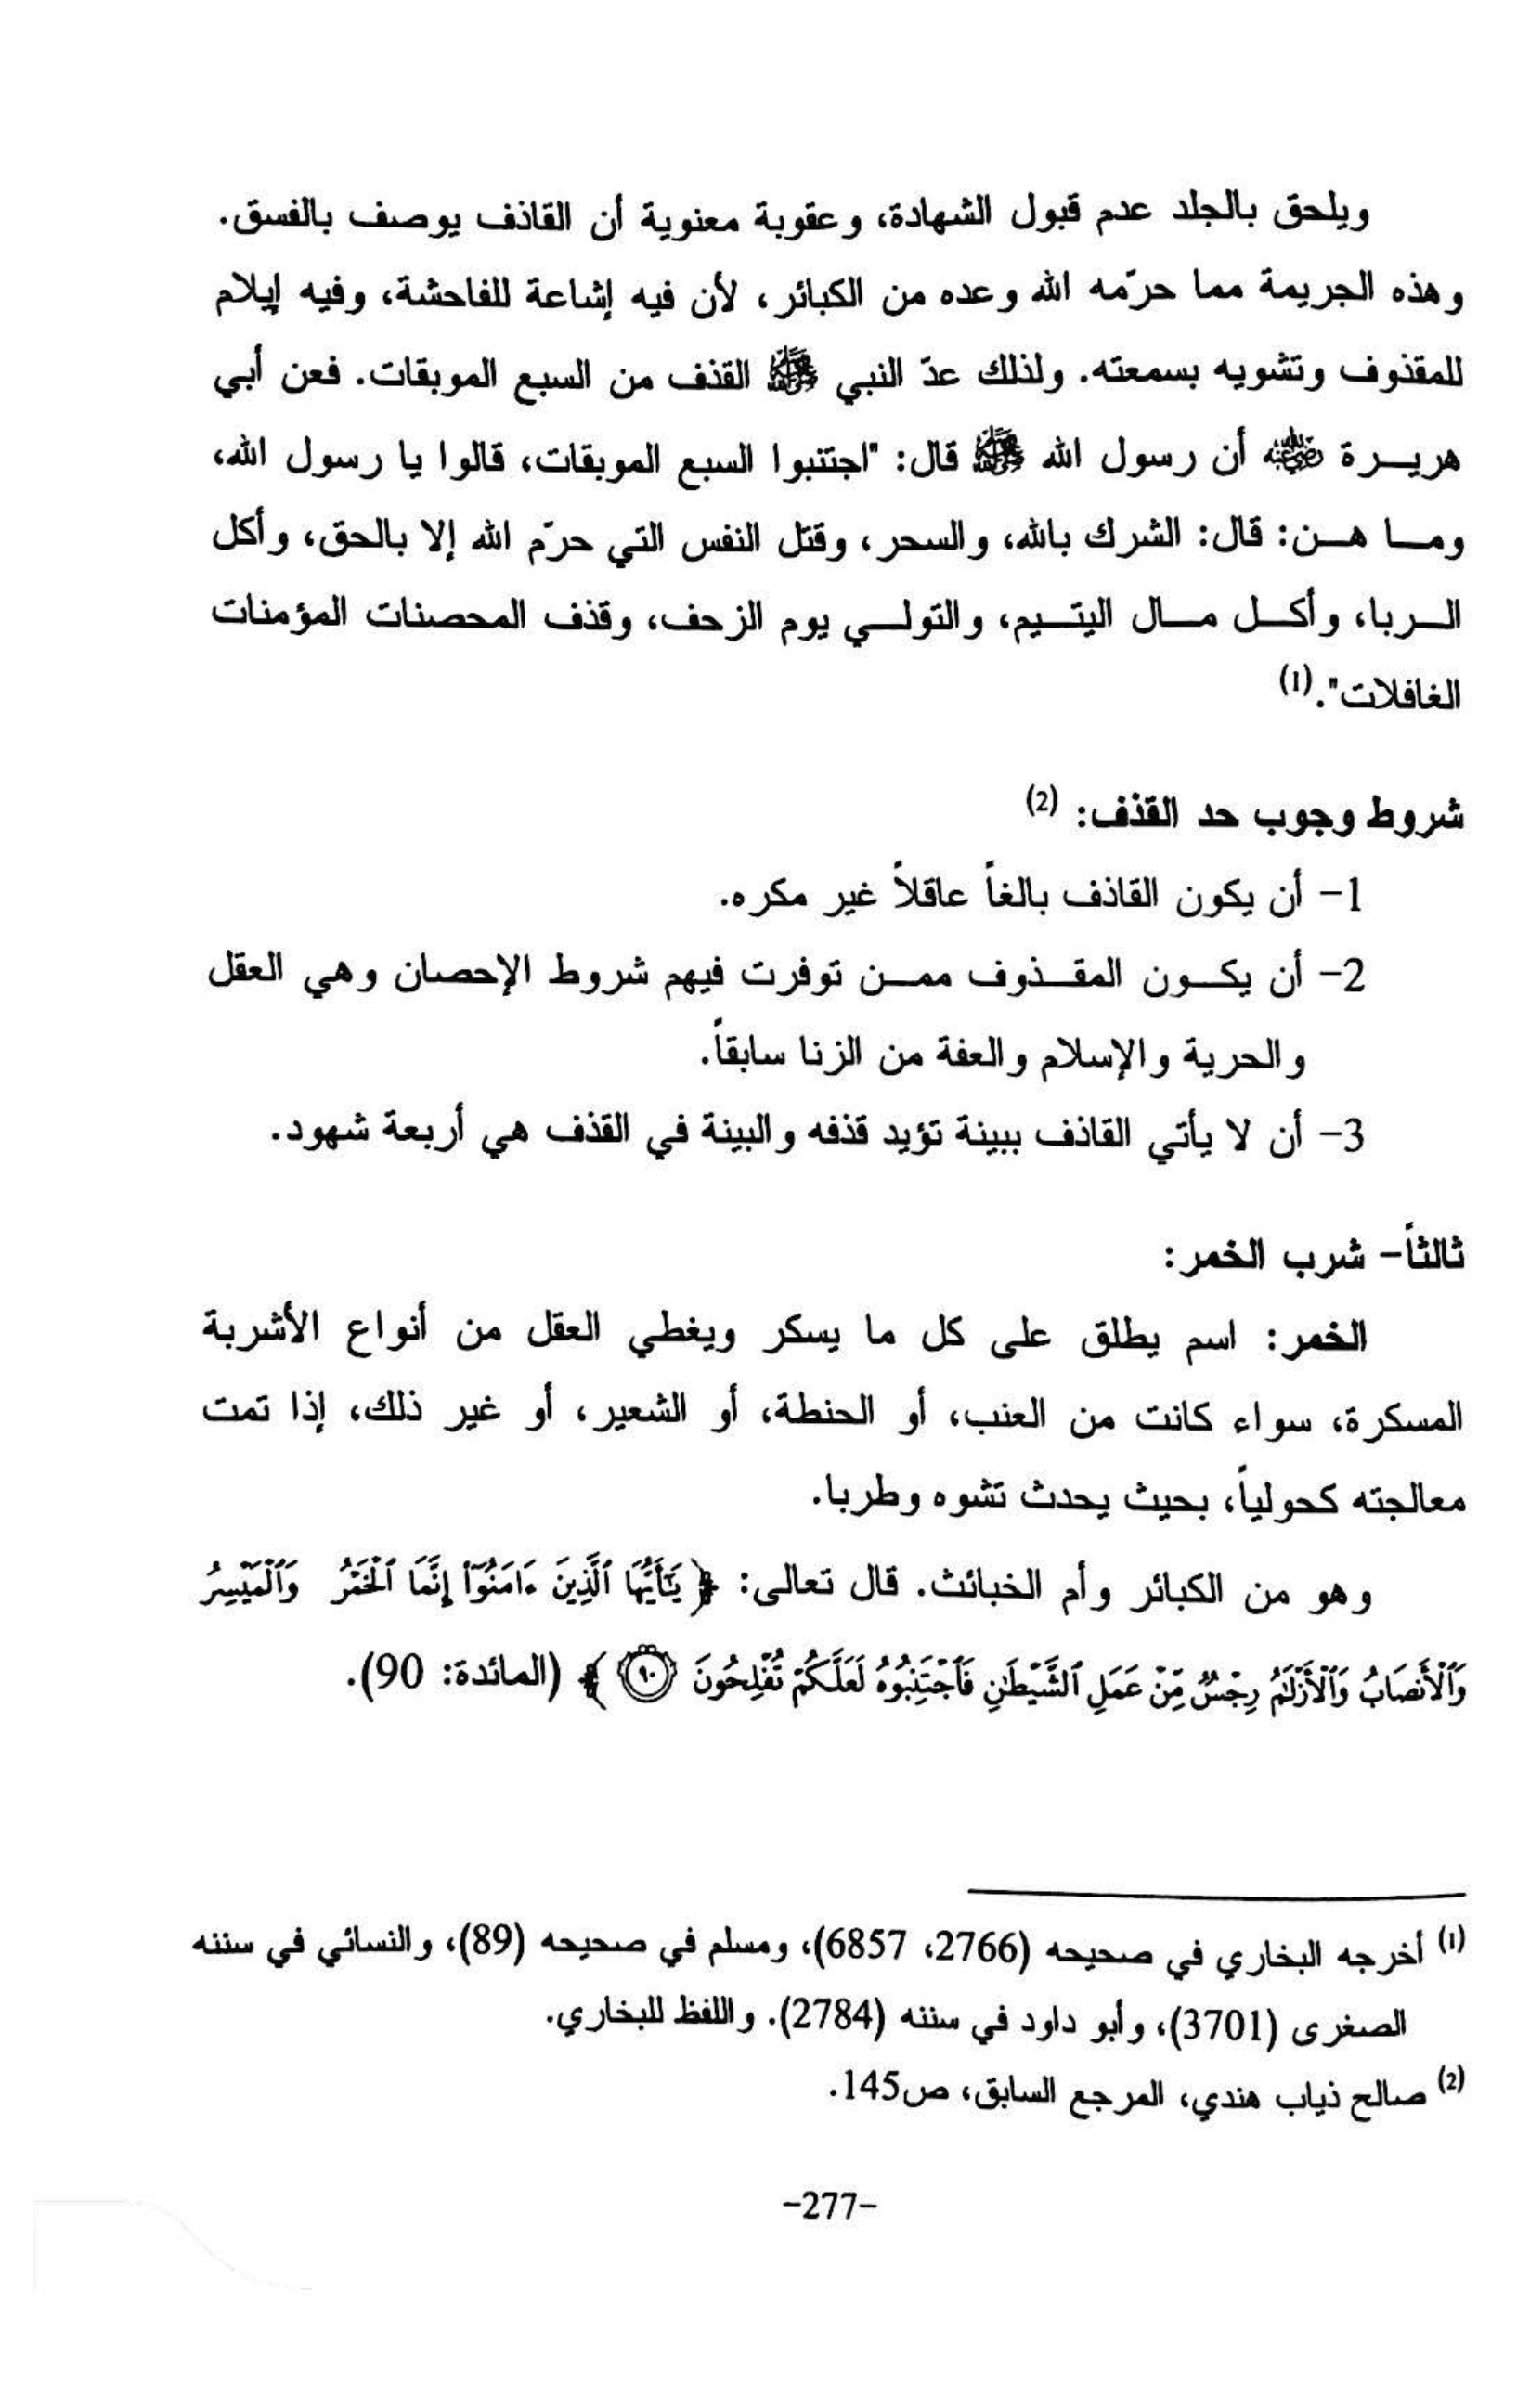 ويلحق بالجلد عدم قبول الشهادة، وعقوبة معنوية أن القاذف يوصف بالفسق.
وهذه الجريمة مما حرّمه الله وعده من الكبائر، لأن فيه إشاعة للفاحشة، وفيه إيلام
للمقذوف وتشويه بسمعته. ولذلك عدّ النبي ﷺ القذف من السبع الموبقات. فعن أبي
هريرة رضي الله عنه أن رسول الله ﷺ قال: "اجتنبوا السبع الموبقات، قالوا يا رسول الله،
وما هن: قال: الشرك بالله، والسحر، وقتل النفس التي حرّم الله إلا بالحق، وأكل
الربا، وأكل مال اليتيم، والتولي يوم الزحف، وقذف المحصنات المؤمنات
الغافلات".(1)
شروط وجوب حد القذف: (2)
1- أن يكون القاذف بالغاً عاقلاً غير مكره.
2- أن يكون المقذوف ممن توفرت فيهم شروط الإحصان وهي العقل
والحرية والإسلام والعفة من الزنا سابقاً.
3- أن لا يأتي القاذف ببينة تؤيد قذفه والبينة في القذف هي أربعة شهود.
ثالثاً- شرب الخمر:
الخمر: اسم يطلق على كل ما يسكر ويغطي العقل من أنواع الأشربة
المسكرة، سواء كانت من العنب، أو الحنطة، أو الشعير، أو غير ذلك، إذا تمت
معالجته كحولياً، بحيث يحدث تشوه وطربا.
وهو من الكبائر وأم الخبائث. قال تعالى: ﴿ يَٰٓأَيُّهَا ٱلَّذِينَ ءَامَنُوٓاْ إِنَّمَا ٱلْخَمْرُ وَٱلْمَيْسِرُ
وَٱلْأَنصَابُ وَٱلْأَزْلَٰمُ رِجْسٌ مِّنْ عَمَلِ ٱلشَّيْطَٰنِ فَٱجْتَنِبُوهُ لَعَلَّكُمْ تُفْلِحُونَ ۝٩٠ ﴾ (المائدة: 90).
(1) أخرجه البخاري في صحيحه (2766، 6857)، ومسلم في صحيحه (89)، والنسائي في سننه
الصغرى (3701)، وأبو داود في سننه (2784). واللفظ للبخاري.
(2) صالح ذياب هندي، المرجع السابق، ص145.
-277-